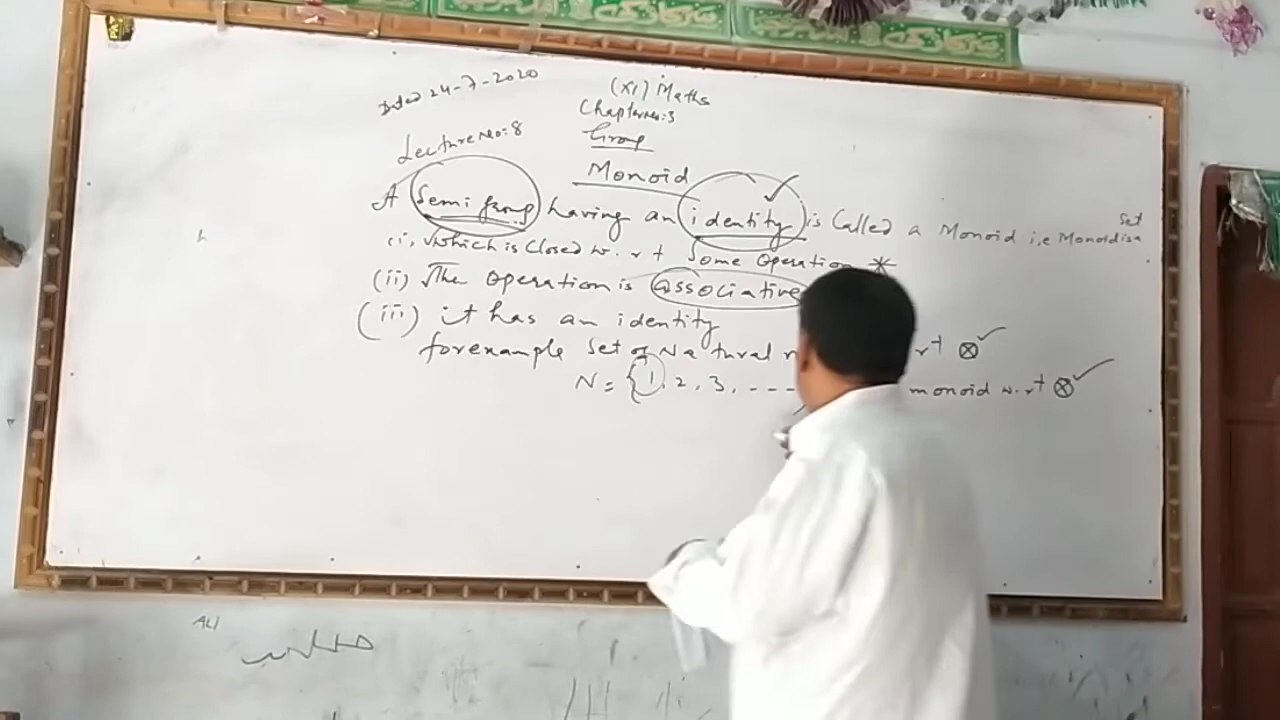 Dated 24-7-2020
(XI) Maths
Chapter No: 3
Lecture No: 8
Group
Monoid
A Semi group having an identity is Called a Monoid i,e Monoid is a set
(i, which is Closed w.r.t Some Operation *
(ii) The Operation is associative
(iii) it has an identity
for example Set of Natural r+ ⊗
N = {1, 2, 3, ---- monoid w.r+ ⊗
ALI